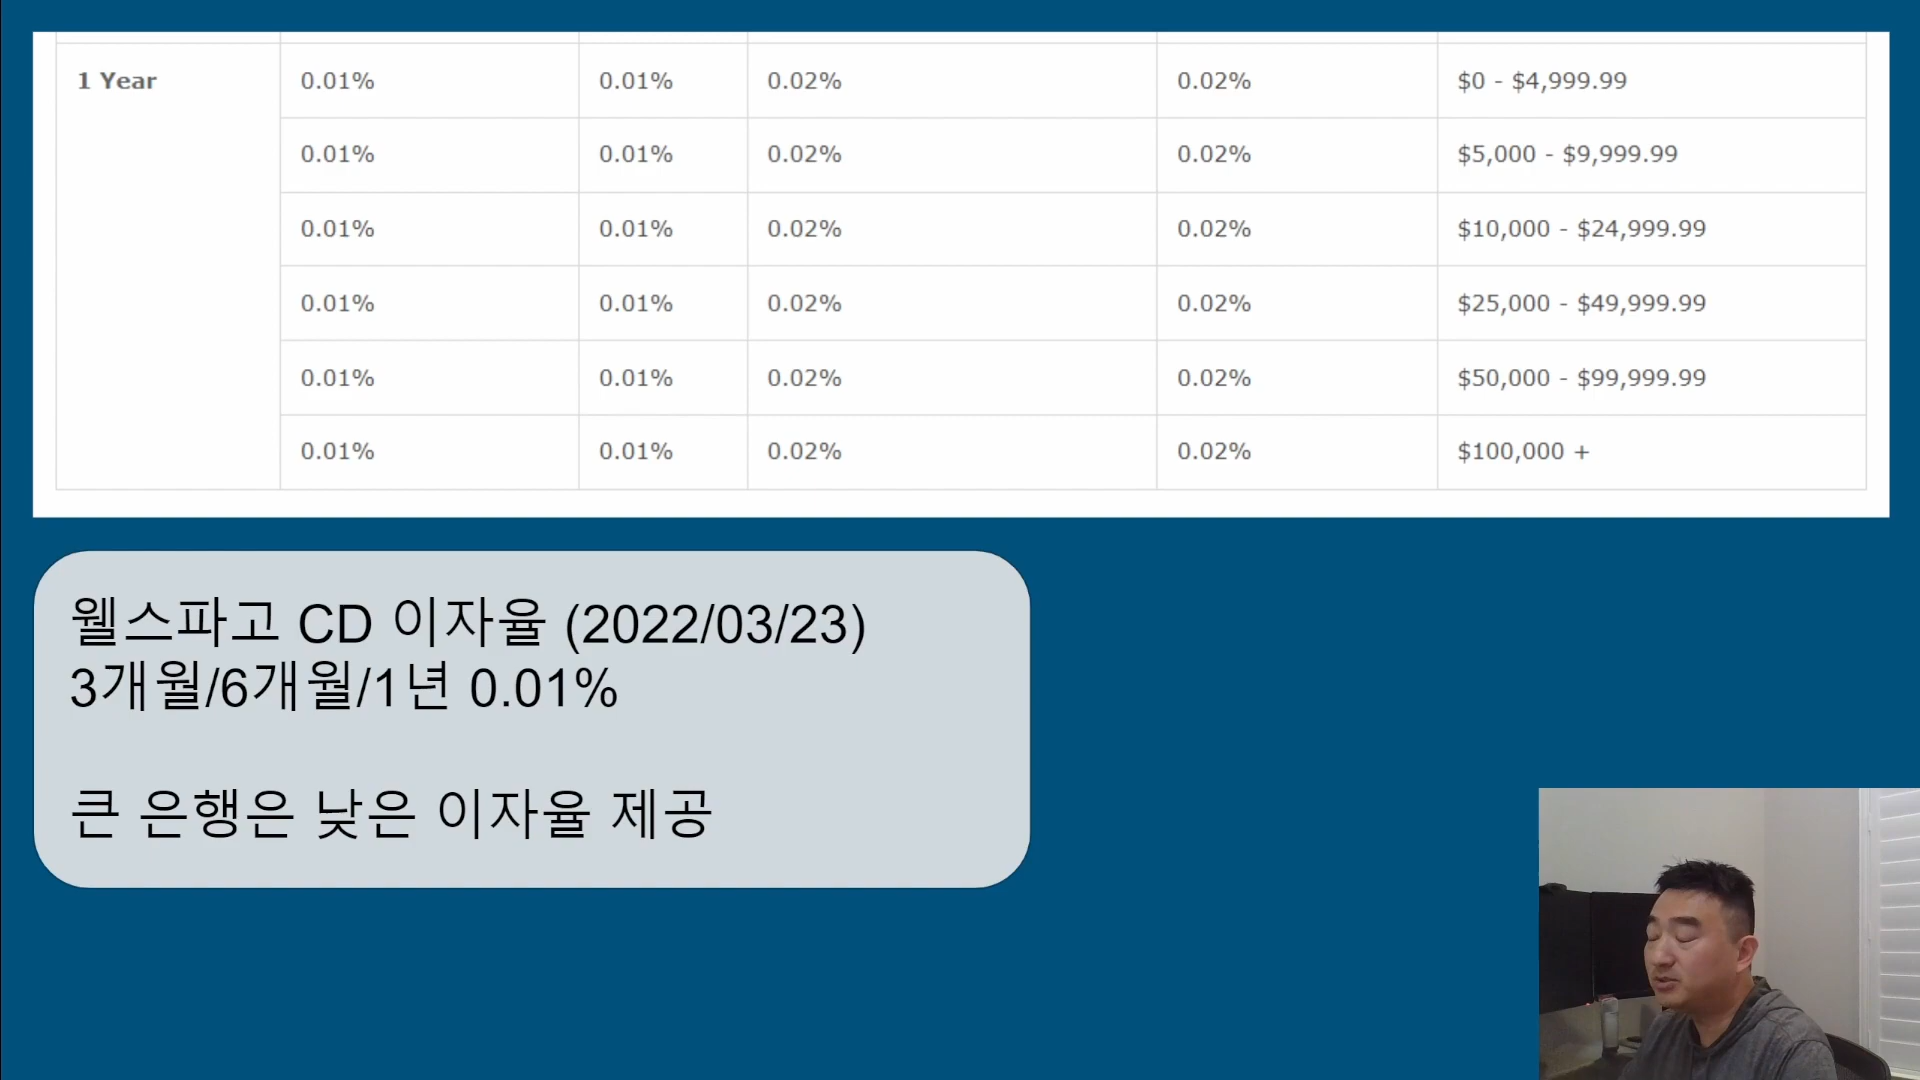 1 Year 0.01% 0.01% 0.02% 0.02% $0 - $4,999.99
0.01% 0.01% 0.02% 0.02% $5,000 - $9,999.99
0.01% 0.01% 0.02% 0.02% $10,000 - $24,999.99
0.01% 0.01% 0.02% 0.02% $25,000 - $49,999.99
0.01% 0.01% 0.02% 0.02% $50,000 - $99,999.99
0.01% 0.01% 0.02% 0.02% $100,000 +
웰스파고 CD 이자율 (2022/03/23)
3개월/6개월/1년 0.01%
큰 은행은 낮은 이자율 제공